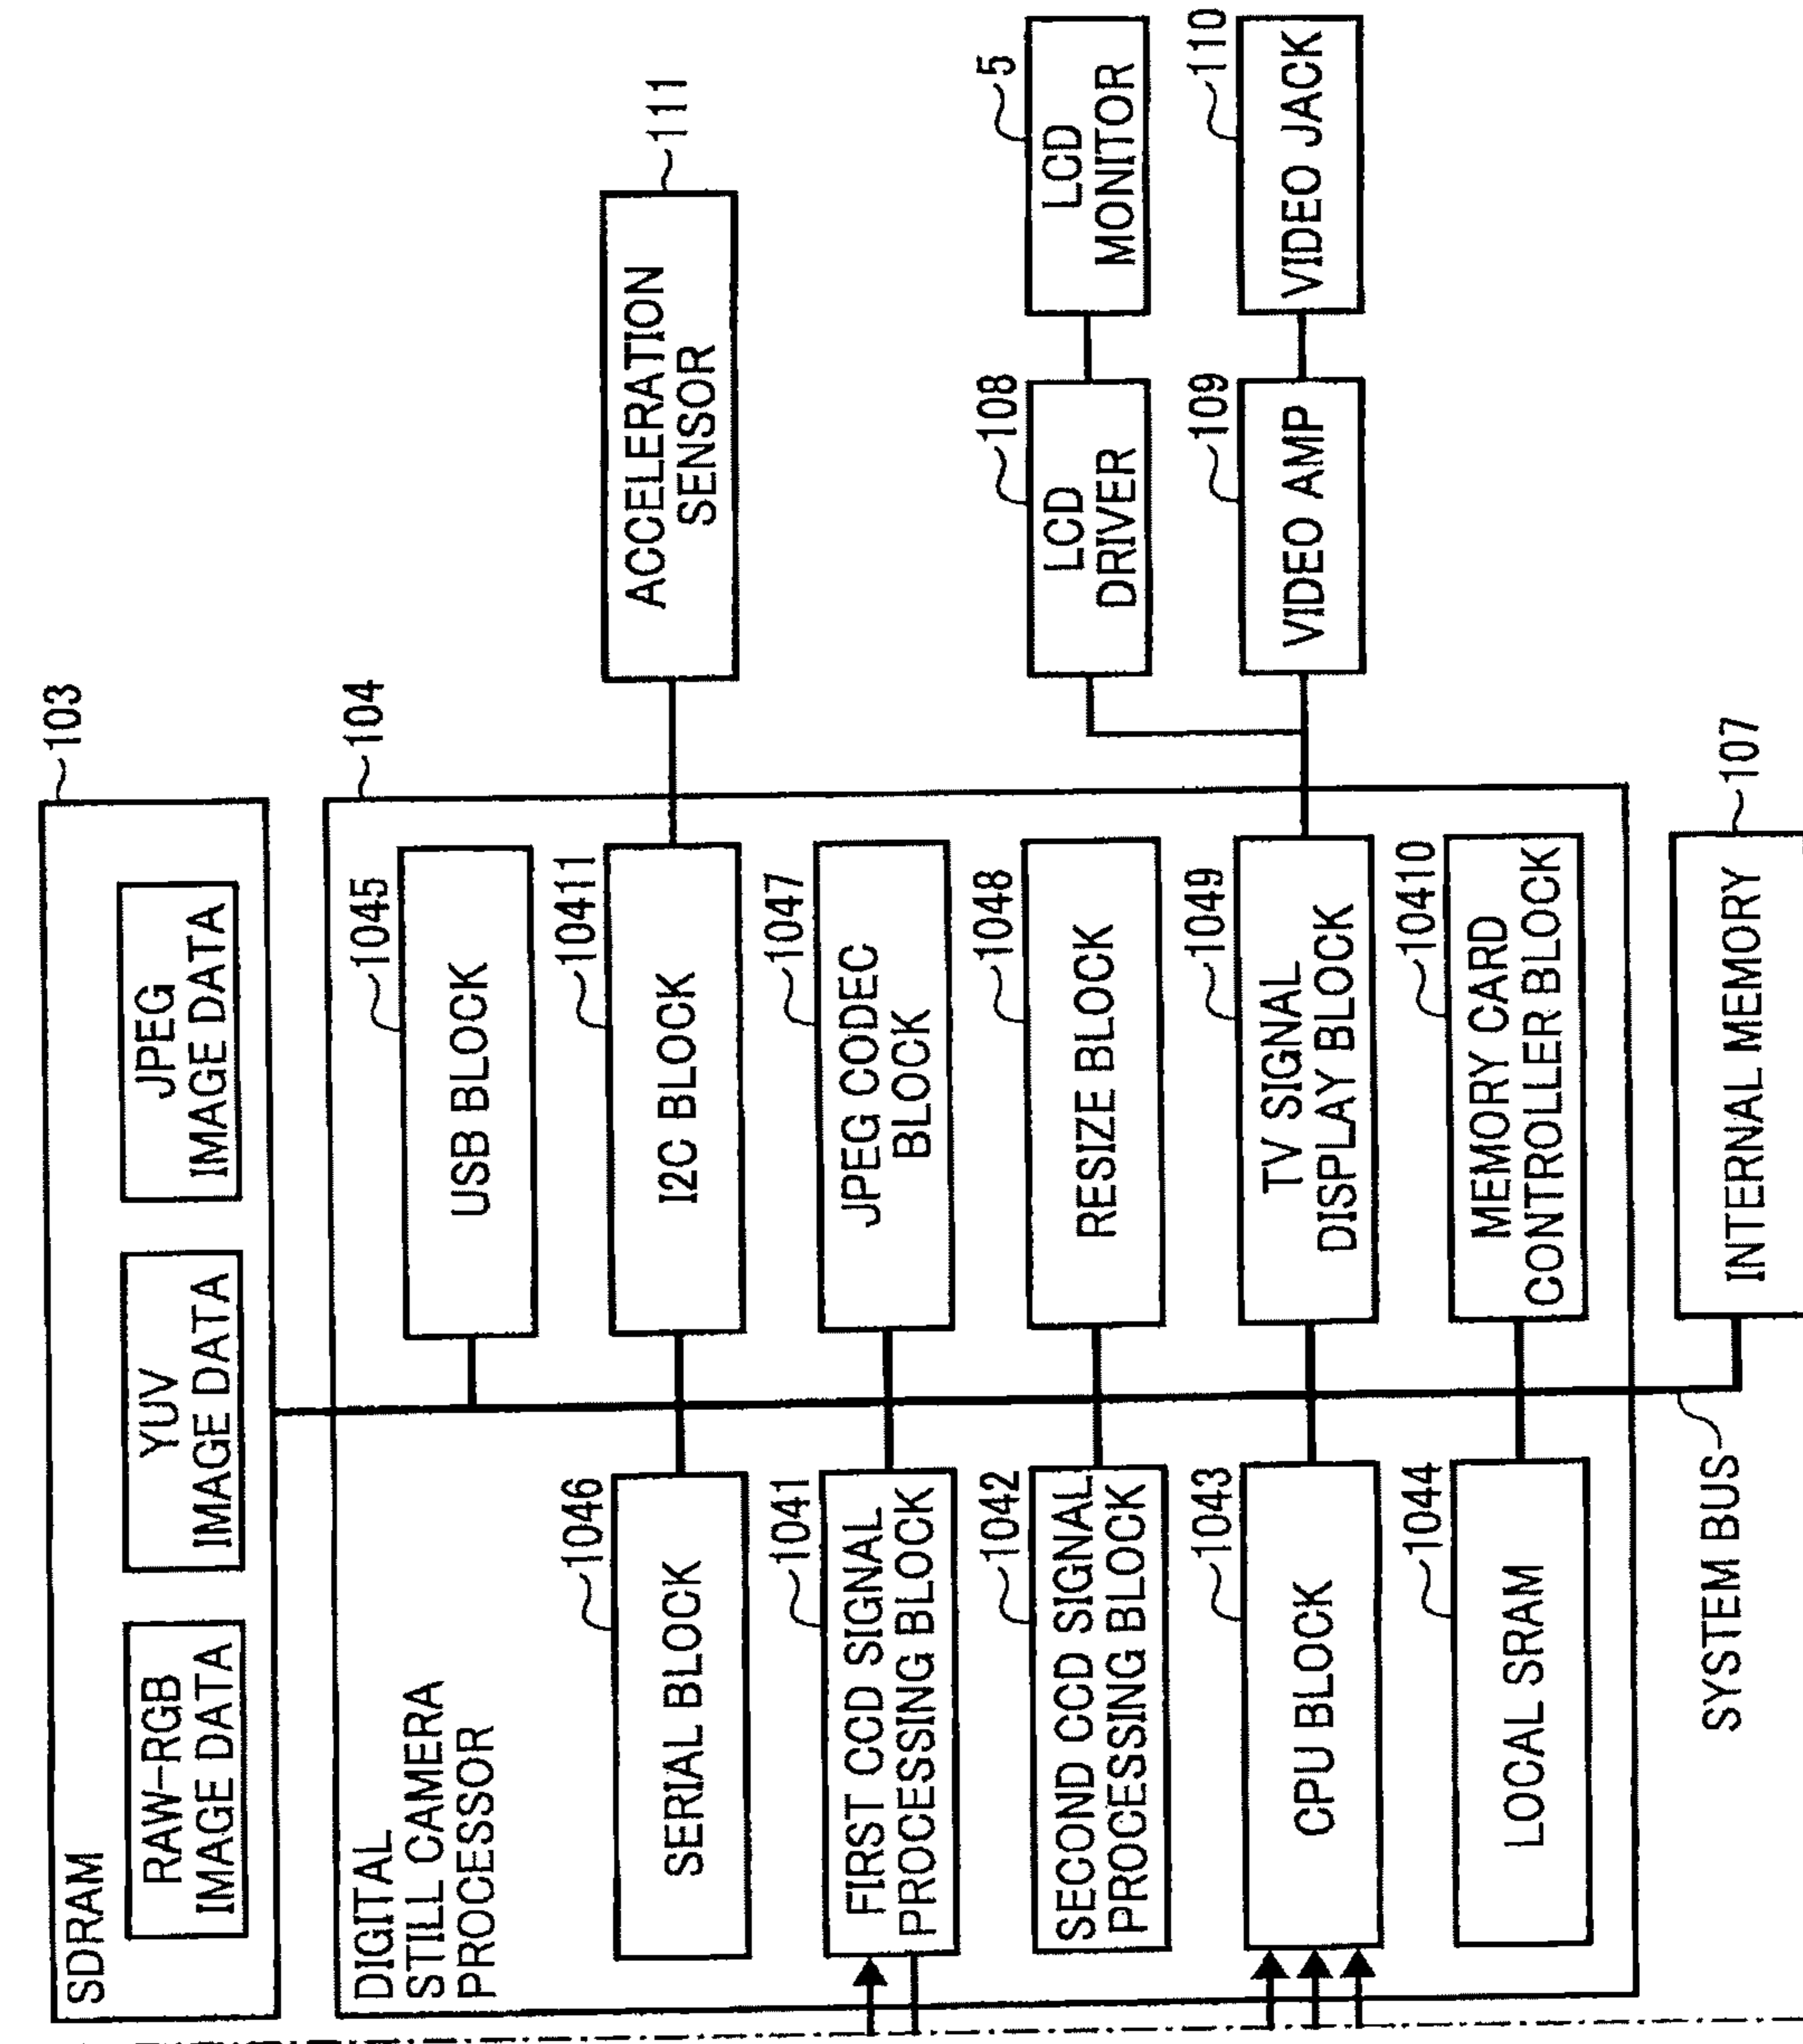 103
SDRAM
RAW-RGB
IMAGE DATA
YUV
IMAGE DATA
JPEG
IMAGE DATA
104
DIGITAL
STILL CAMERA
PROCESSOR
1045
USB BLOCK
1046
SERIAL BLOCK
10411
I2C BLOCK
111
ACCELERATION
SENSOR
1041
FIRST CCD SIGNAL
PROCESSING BLOCK
1047
JPEG CODEC
BLOCK
1042
SECOND CCD SIGNAL
PROCESSING BLOCK
1048
RESIZE BLOCK
108
LCD
DRIVER
5
LCD
MONITOR
1043
CPU BLOCK
1049
TV SIGNAL
DISPLAY BLOCK
109
VIDEO AMP
110
VIDEO JACK
1044
LOCAL SRAM
10410
MEMORY CARD
CONTROLLER BLOCK
SYSTEM BUS
107
INTERNAL MEMORY